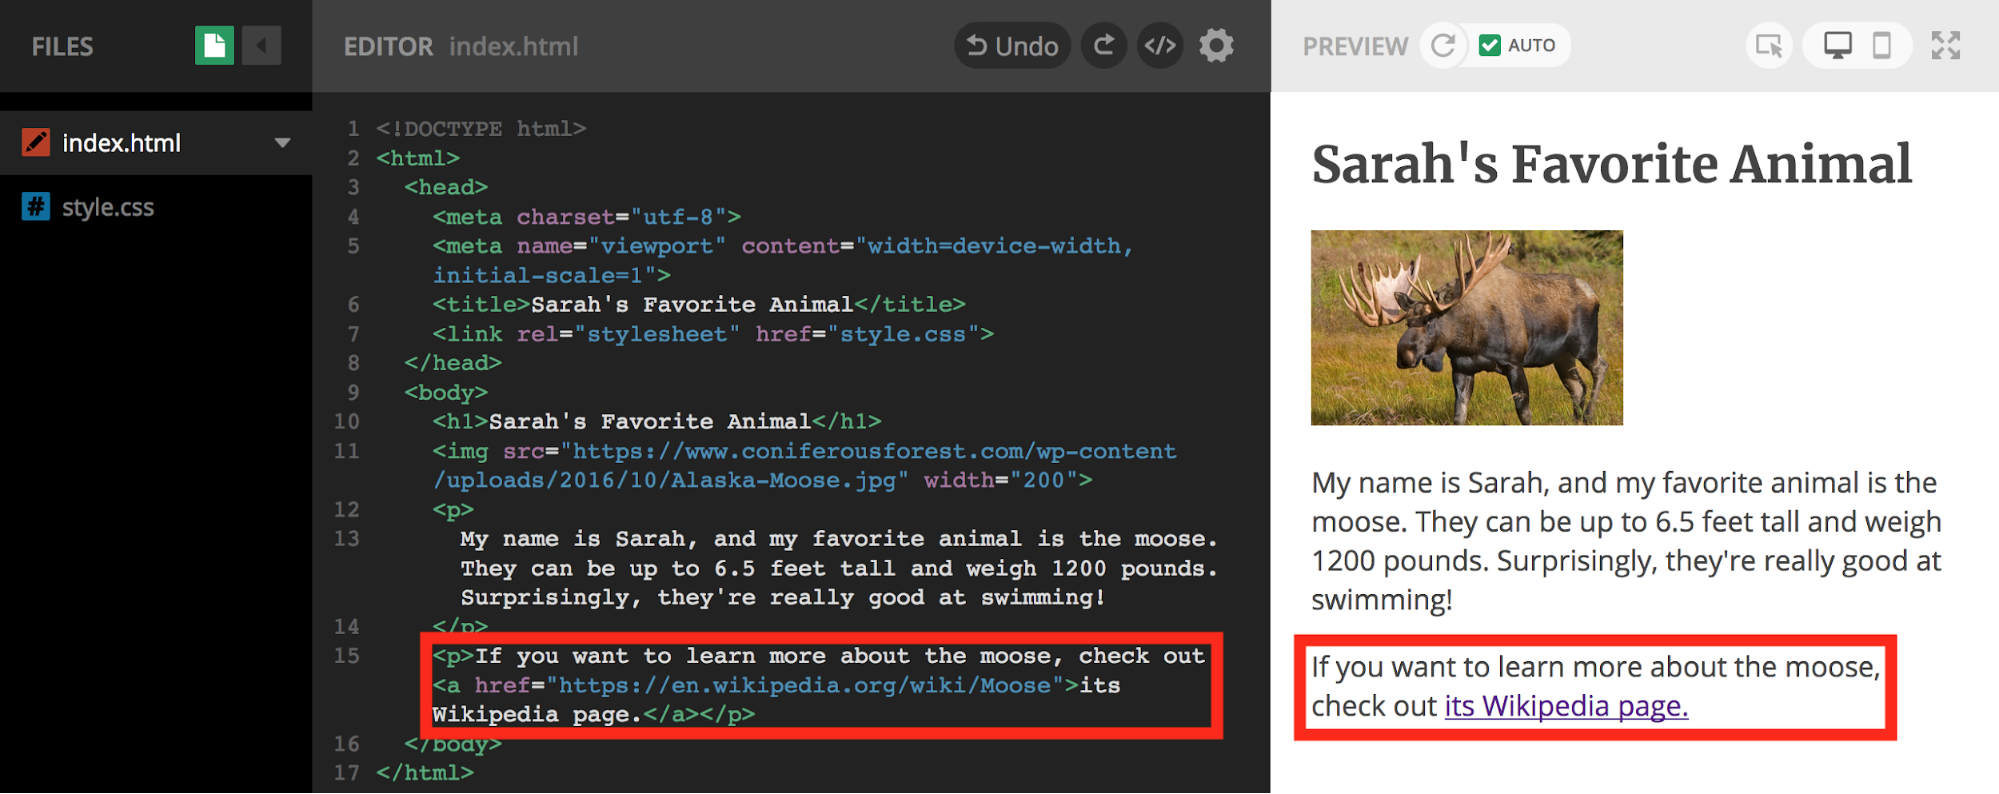 FILES
index.html
style.css
EDITOR index.html
Undo
</>
1 <!DOCTYPE html>
2 <html>
3 <head>
4 <meta charset="utf-8">
5 <meta name="viewport" content="width=device-width,
initial-scale=1">
6 <title>Sarah's Favorite Animal</title>
7 <link rel="stylesheet" href="style.css">
8 </head>
9 <body>
10 <h1>Sarah's Favorite Animal</h1>
11 <img src="https://www.coniferousforest.com/wp-content
/uploads/2016/10/Alaska-Moose.jpg" width="200">
12 <p>
13 My name is Sarah, and my favorite animal is the moose.
They can be up to 6.5 feet tall and weigh 1200 pounds.
Surprisingly, they're really good at swimming!
14 </p>
15 <p>If you want to learn more about the moose, check out
<a href="https://en.wikipedia.org/wiki/Moose">its
Wikipedia page.</a></p>
16 </body>
17 </html>
PREVIEW
AUTO
Sarah's Favorite Animal
My name is Sarah, and my favorite animal is the
moose. They can be up to 6.5 feet tall and weigh
1200 pounds. Surprisingly, they're really good at
swimming!
If you want to learn more about the moose,
check out its Wikipedia page.